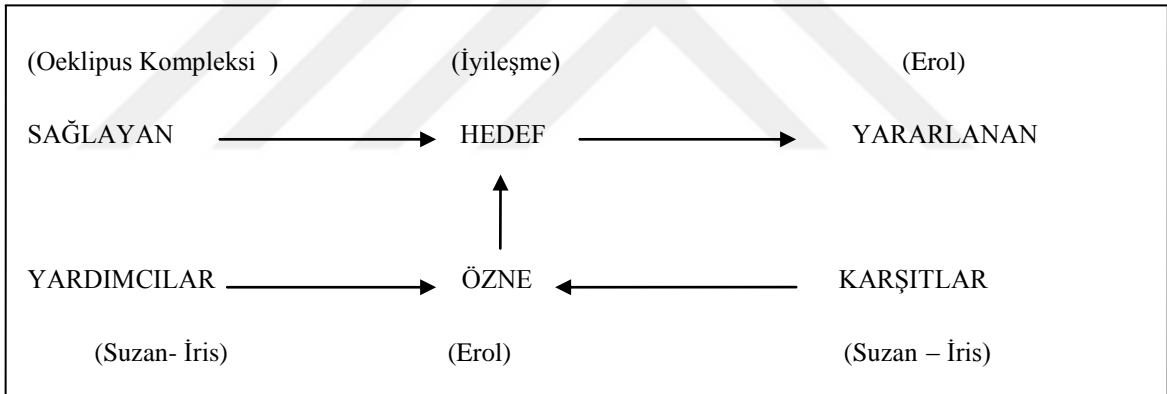 (Oeklipus Kompleksi ) (İyileşme) (Erol)
SAĞLAYAN HEDEF YARARLANAN
YARDIMCILAR ÖZNE KARŞITLAR
(Suzan- İris) (Erol) (Suzan – İris)